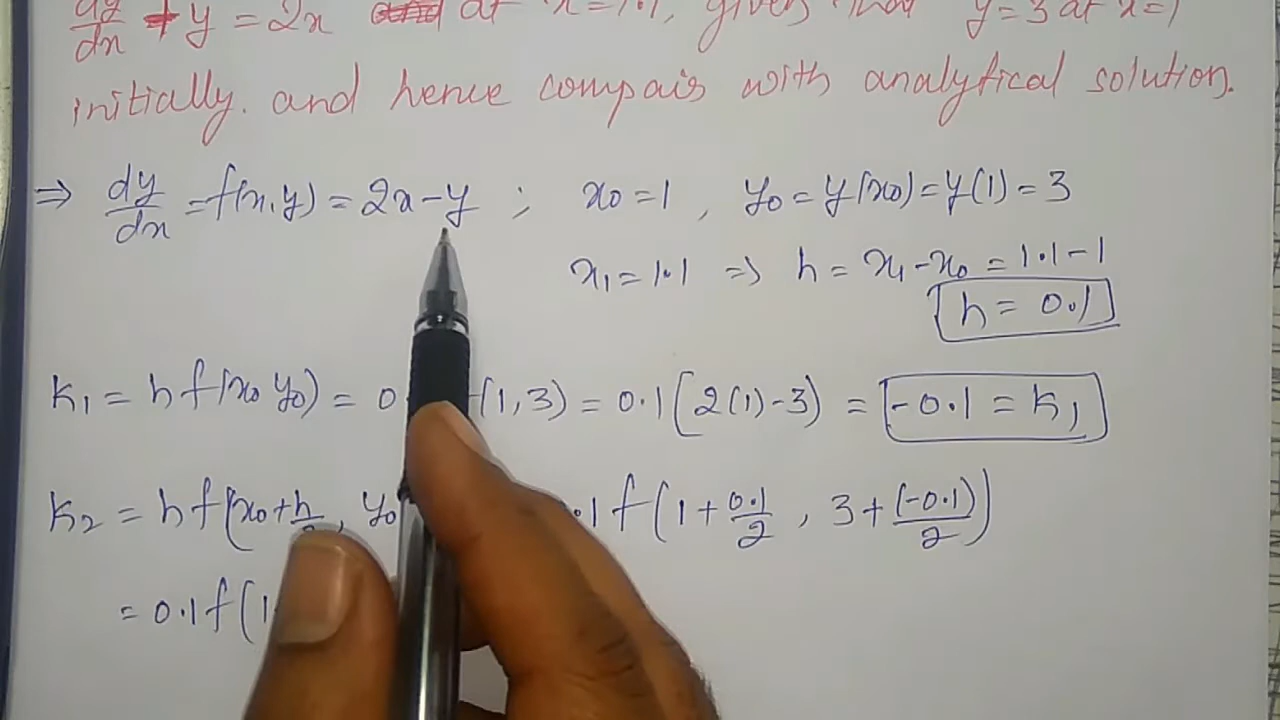 dy/dx + y = 2x at x=1.1, given that y=3 at x=1
initially. and hence compair with analytical solution.
⇒ dy/dx = f(x,y) = 2x-y ; x₀=1 , y₀ = y(x₀) = y(1) = 3
x₁=1.1 ⇒ h = x₁-x₀ = 1.1-1
h = 0.1
K₁ = h f(x₀ y₀) = 0. (1,3) = 0.1(2(1)-3) = -0.1 = K₁
K₂ = h f(x₀+h/2, y₀ .1 f(1+0.1/2 , 3+(-0.1)/2)
= 0.1 f(1